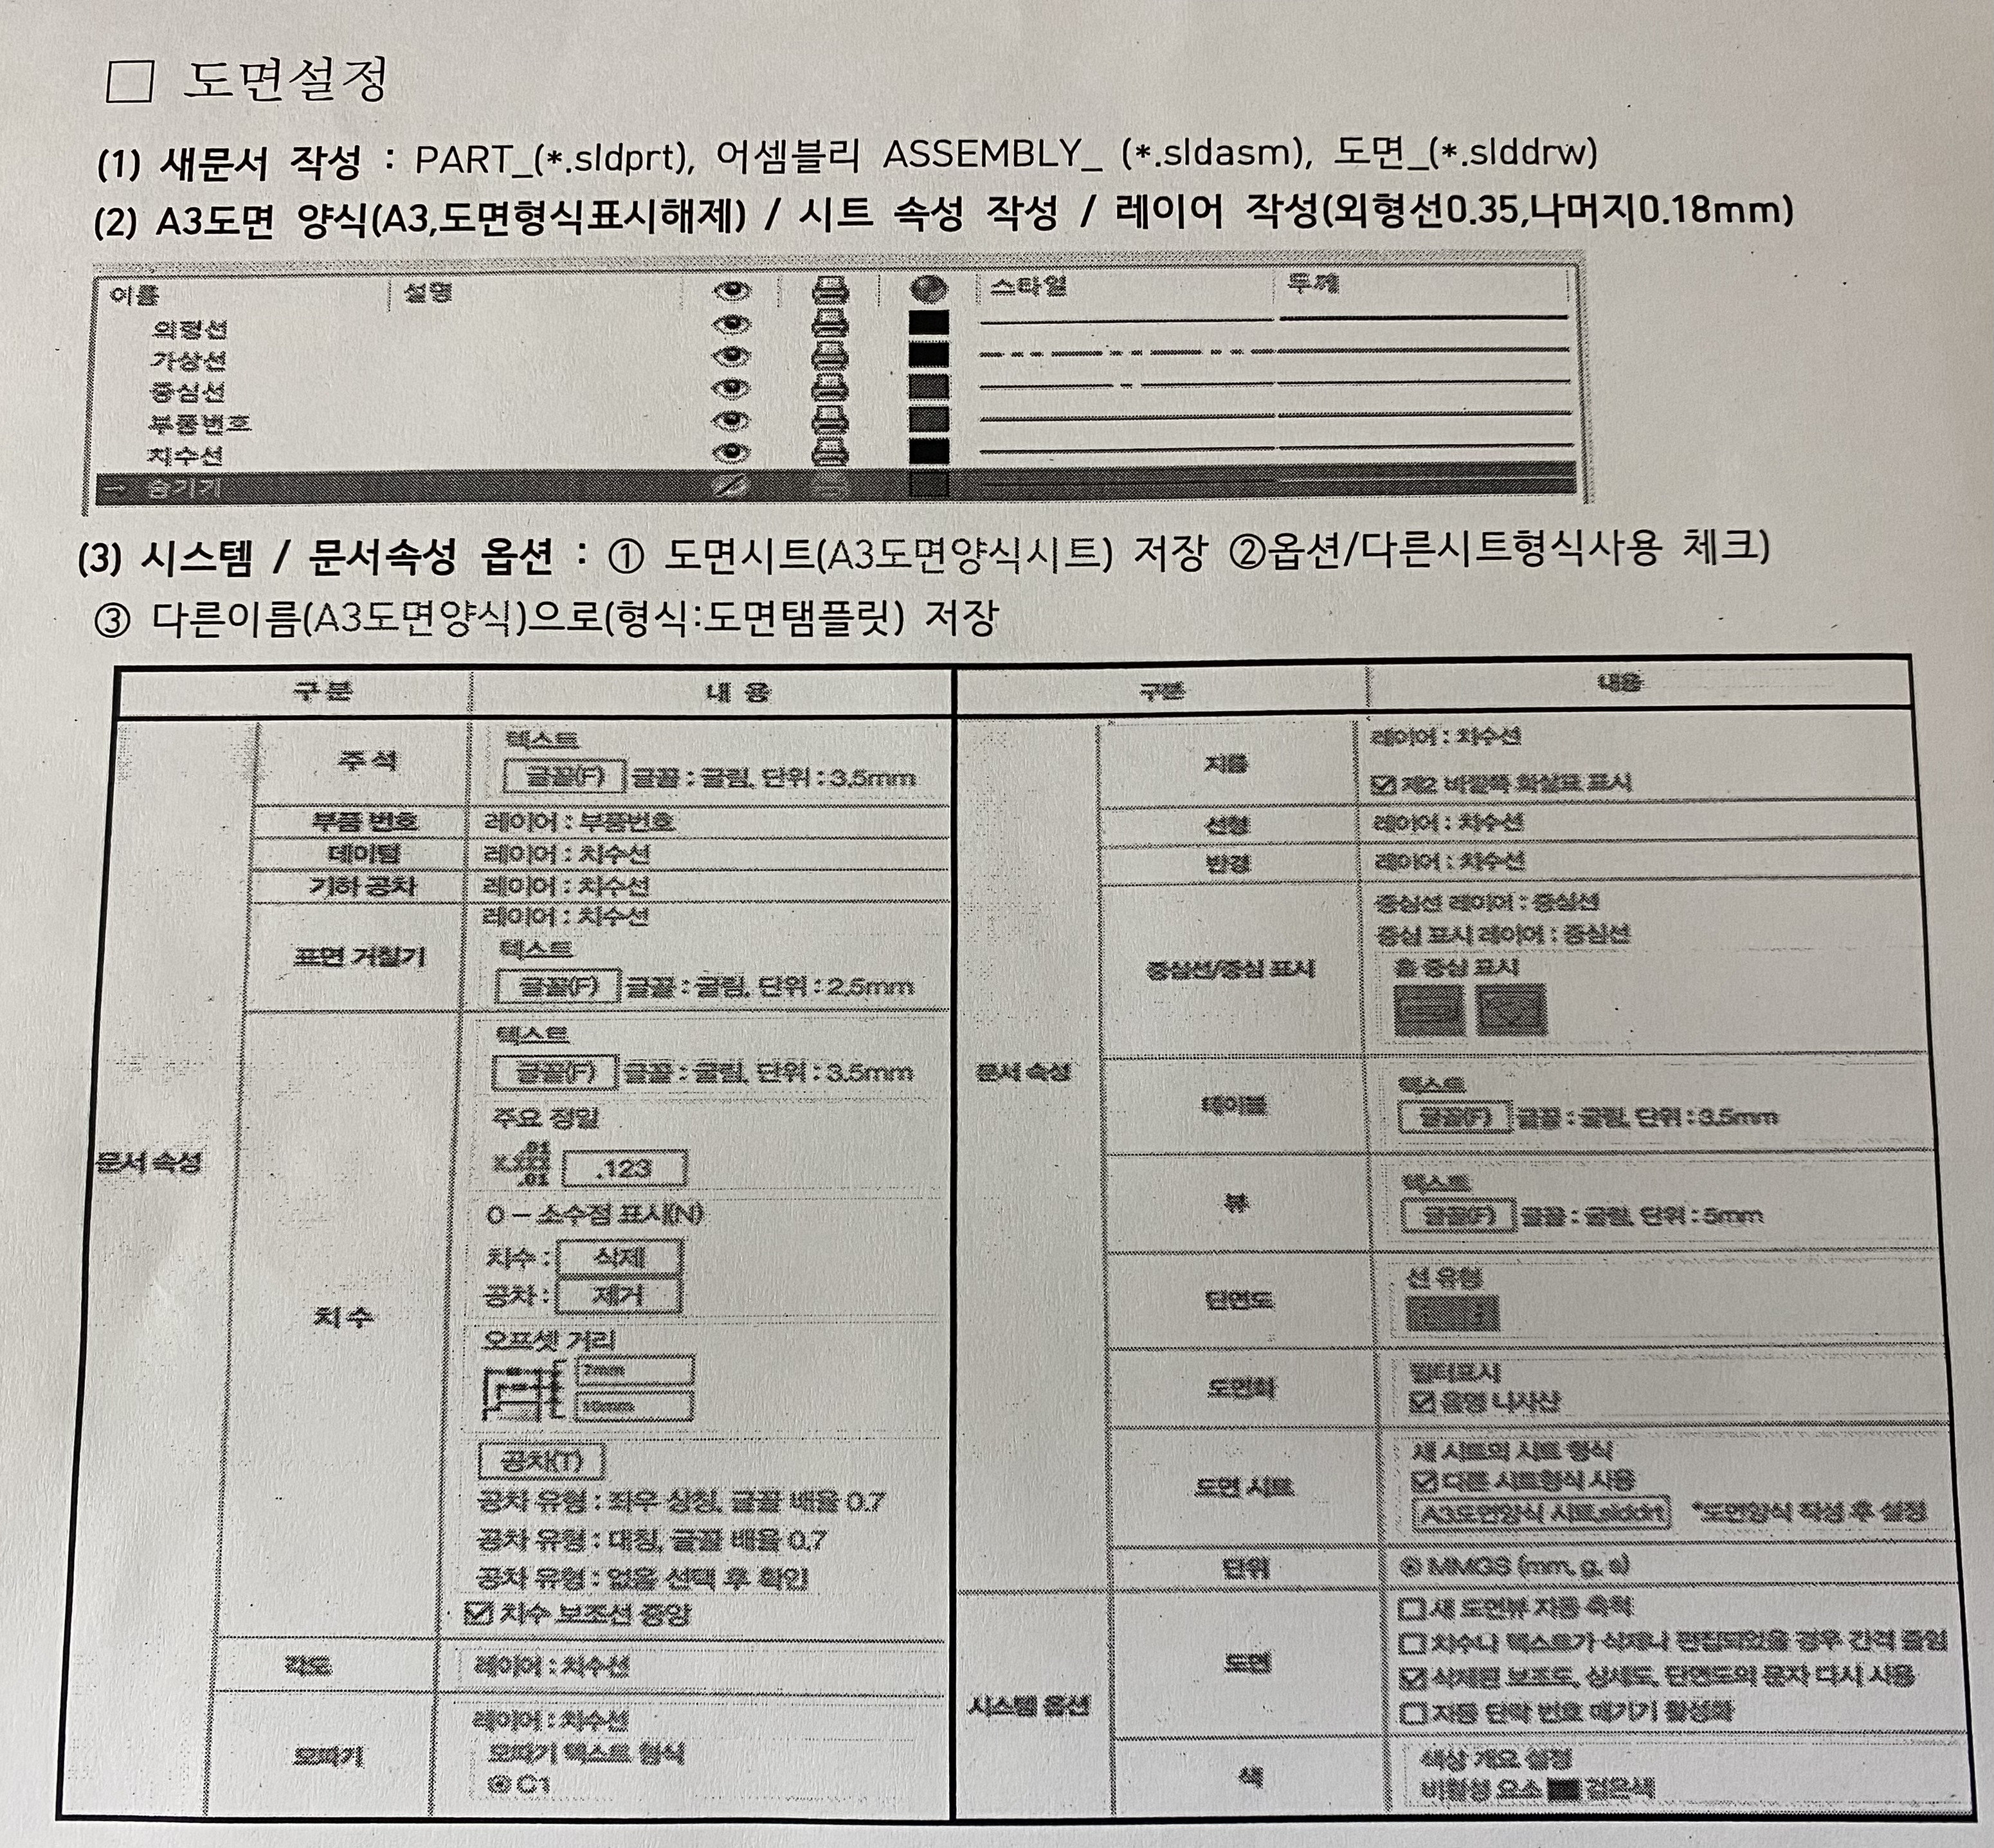 □ 도면설정
(1) 새문서 작성 : PART_(*.sldprt), 어셈블리 ASSEMBLY_ (*.sldasm), 도면_(*.slddrw)
(2) A3도면 양식(A3,도면형식표시해제) / 시트 속성 작성 / 레이어 작성(외형선0.35,나머지0.18mm)
이름 설명 스타일 두께
외형선
가상선
중심선
부품번호
치수선
→ 숨기기
(3) 시스템 / 문서속성 옵션 : ① 도면시트(A3도면양식시트) 저장 ②옵션/다른시트형식사용 체크)
③ 다른이름(A3도면양식)으로(형식:도면탬플릿) 저장
구분 내 용
문서 속성
주석
텍스트
글꼴(F) 글꼴 : 굴림, 단위 : 3.5mm
부품 번호 레이어 : 부품번호
데이텀 레이어 : 치수선
기하 공차 레이어 : 치수선
표면 거칠기
레이어 : 치수선
텍스트
글꼴(F) 글꼴 : 굴림, 단위 : 2.5mm
치수
텍스트
글꼴(F) 글꼴 : 굴림, 단위 : 3.5mm
주요 정밀
.123
0 - 소수점 표시(N)
치수 : 삭제
공차 : 제거
오프셋 거리
7mm
10mm
공차(T)
공차 유형 : 좌우 상칭, 글꼴 배율 0.7
공차 유형 : 대칭, 글꼴 배율 0.7
공차 유형 : 없음 선택 후 확인
☑ 치수 보조선 중앙
각도 레이어 : 치수선
모따기
레이어 : 치수선
모따기 텍스트 형식
⦿ C1
구분 내용
문서 속성
지름
레이어 : 치수선
☑ 제2 바깥쪽 화살표 표시
선형 레이어 : 치수선
반경 레이어 : 치수선
중심선/중심 표시
중심선 레이어 : 중심선
중심 표시 레이어 : 중심선
홀 중심 표시
테이블
텍스트
글꼴(F) 글꼴 : 굴림, 단위 : 3.5mm
뷰
텍스트
글꼴(F) 글꼴 : 굴림, 단위 : 5mm
단면도
선 유형
도면화
필터표시
☑ 음영 나사산
도면 시트
새 시트의 시트 형식
☑ 다른 시트형식 사용
A3도면양식 시트.slddrt *도면양식 작성 후 설정
단위 ⦿ MMGS (mm, g, s)
시스템 옵션
도면
☐ 새 도면뷰 자동 축척
☐ 치수나 텍스트가 삭제나 편집되었을 경우 간격 줄임
☑ 삭제된 보조도, 상세도, 단면도의 문자 다시 사용
☐ 자동 단락 번호 매기기 활성화
색
색상 개요 설정
비활성 요소 검은색